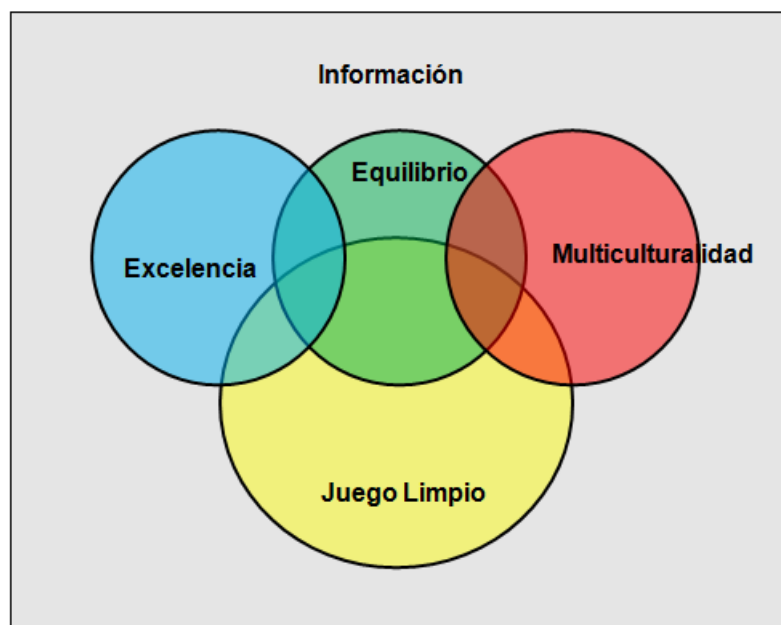 Información
Equilibrio
Excelencia
Multiculturalidad
Juego Limpio